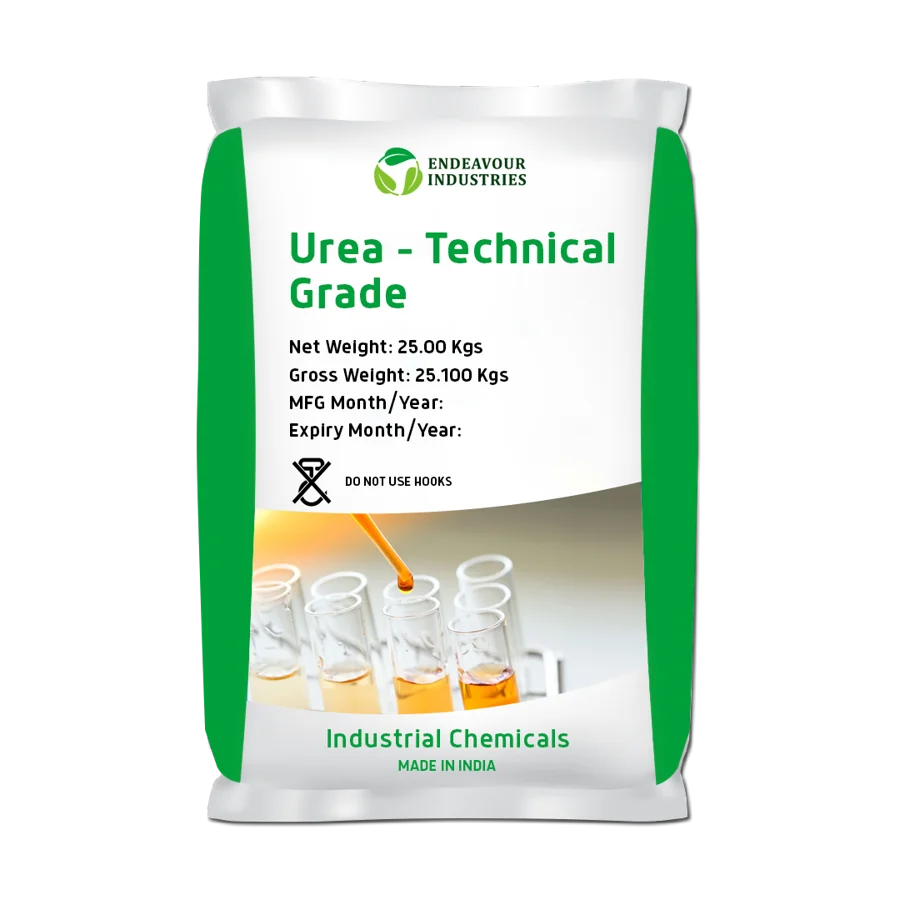 ENDEAVOUR
INDUSTRIES
Urea - Technical
Grade
Net Weight: 25.00 Kgs
Gross Weight: 25.100 Kgs
MFG Month/Year:
Expiry Month/Year:
DO NOT USE HOOKS
Industrial Chemicals
MADE IN INDIA